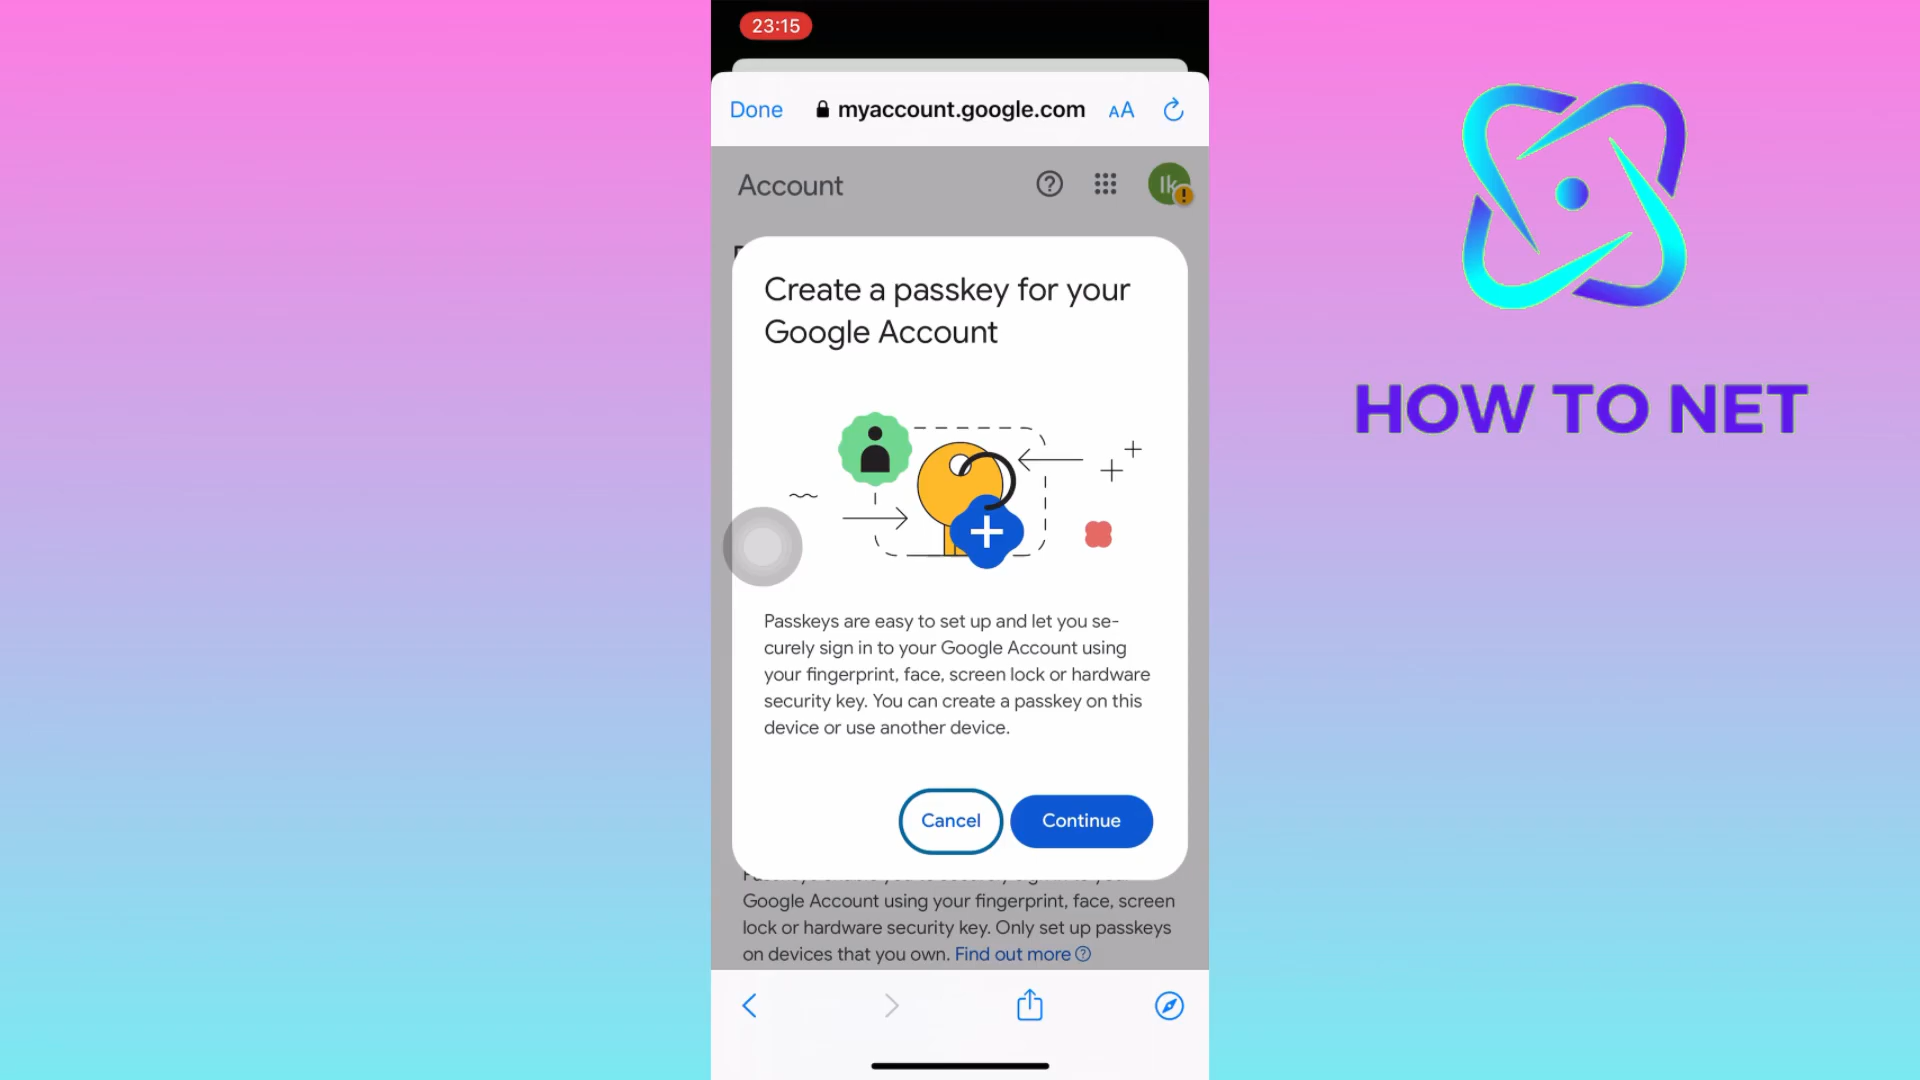 23:15
Done
myaccount.google.com
AA
Account
Create a passkey for your
Google Account
Passkeys are easy to set up and let you se-
curely sign in to your Google Account using
your fingerprint, face, screen lock or hardware
security key. You can create a passkey on this
device or use another device.
Cancel
Continue
Google Account using your fingerprint, face, screen
lock or hardware security key. Only set up passkeys
on devices that you own. Find out more
HOW TO NET